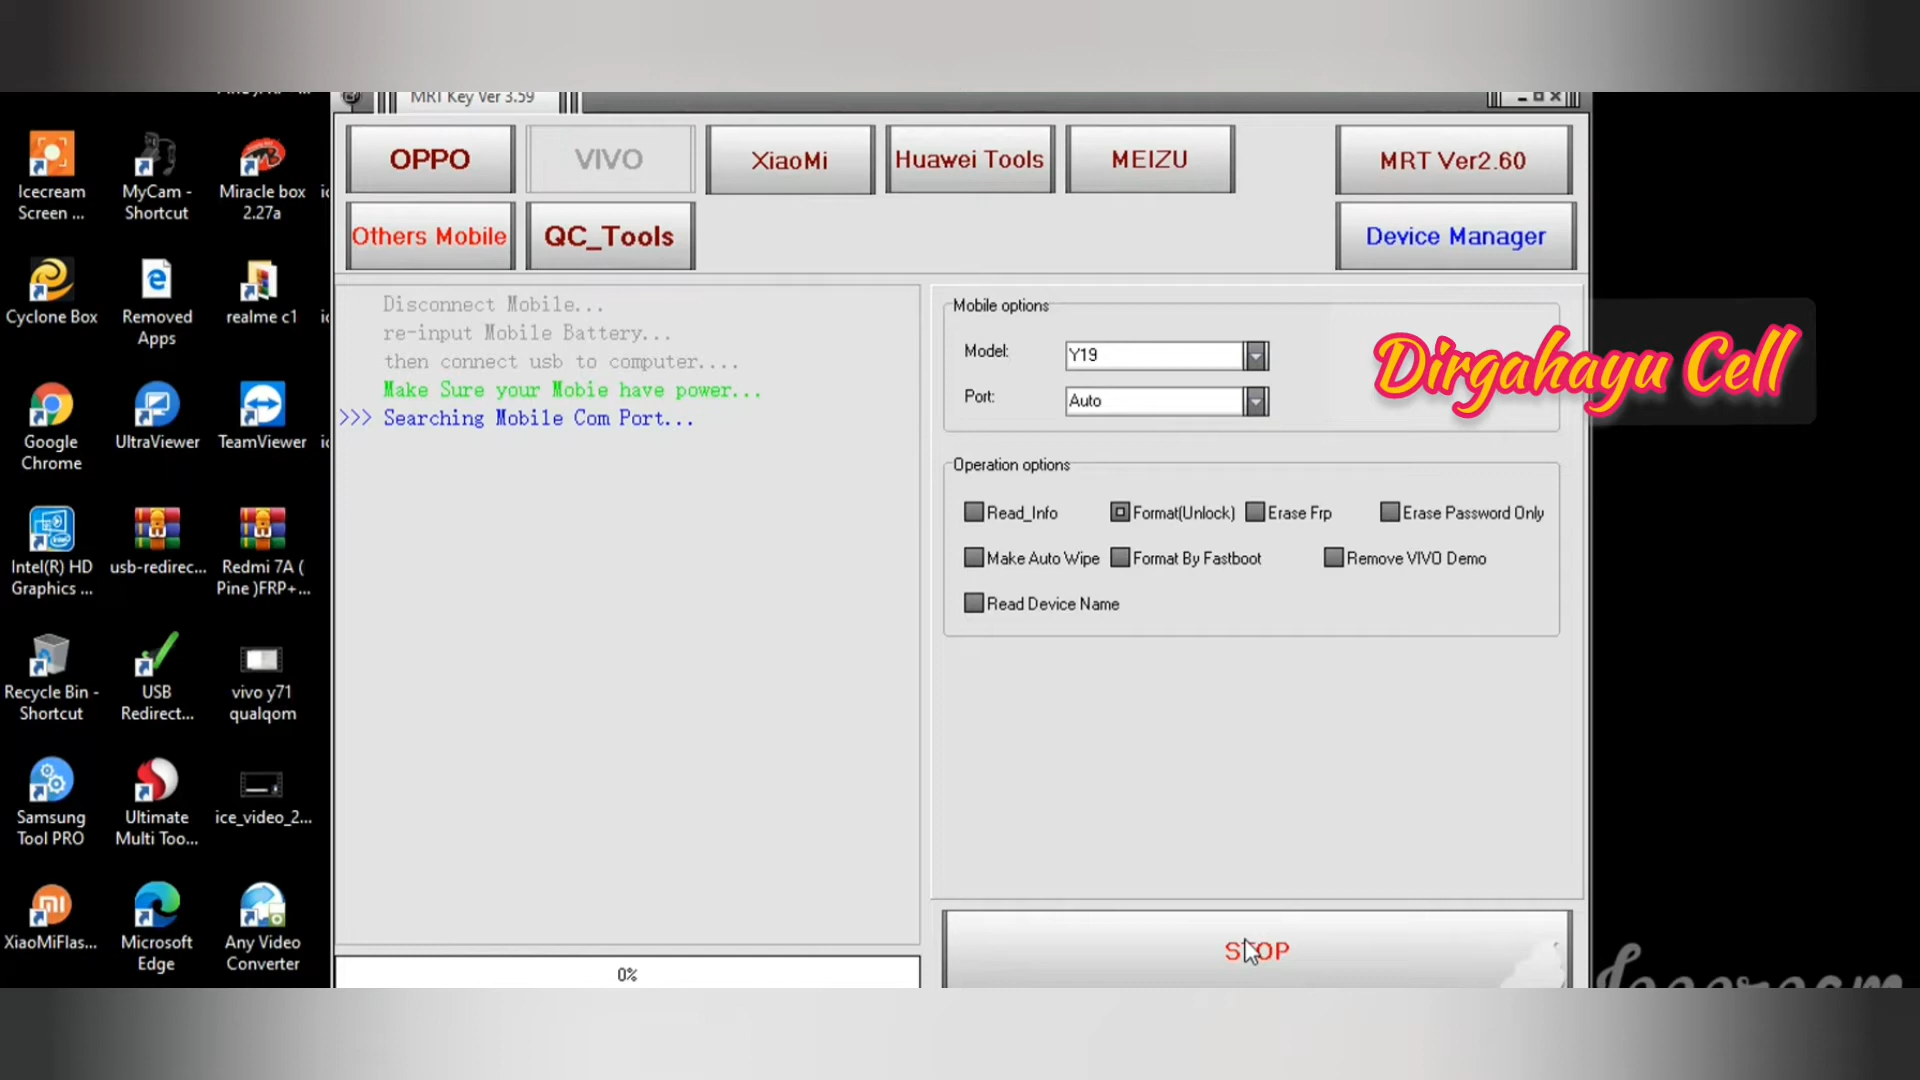 MRT Key Ver 3.59
OPPO
VIVO
XiaoMi
Huawei Tools
MEIZU
MRT Ver2.60
Others Mobile
QC_Tools
Device Manager
Disconnect Mobile...
re-input Mobile Battery...
then connect usb to computer....
Make Sure your Mobie have power...
>>> Searching Mobile Com Port...
Mobile options
Model:
Y19
Port:
Auto
Dirgahayu Cell
Operation options
Read_Info
Format(Unlock)
Erase Frp
Erase Password Only
Make Auto Wipe
Format By Fastboot
Remove VIVO Demo
Read Device Name
STOP
0%
Icecream
Screen ...
MyCam -
Shortcut
Miracle box
2.27a
Cyclone Box
Removed
Apps
realme c1
Google
Chrome
UltraViewer
TeamViewer
Intel(R) HD
Graphics ...
usb-redirec...
Redmi 7A (
Pine )FRP+...
Recycle Bin -
Shortcut
USB
Redirect...
vivo y71
qualqom
Samsung
Tool PRO
Ultimate
Multi Too...
ice_video_2...
XiaoMiFlas...
Microsoft
Edge
Any Video
Converter